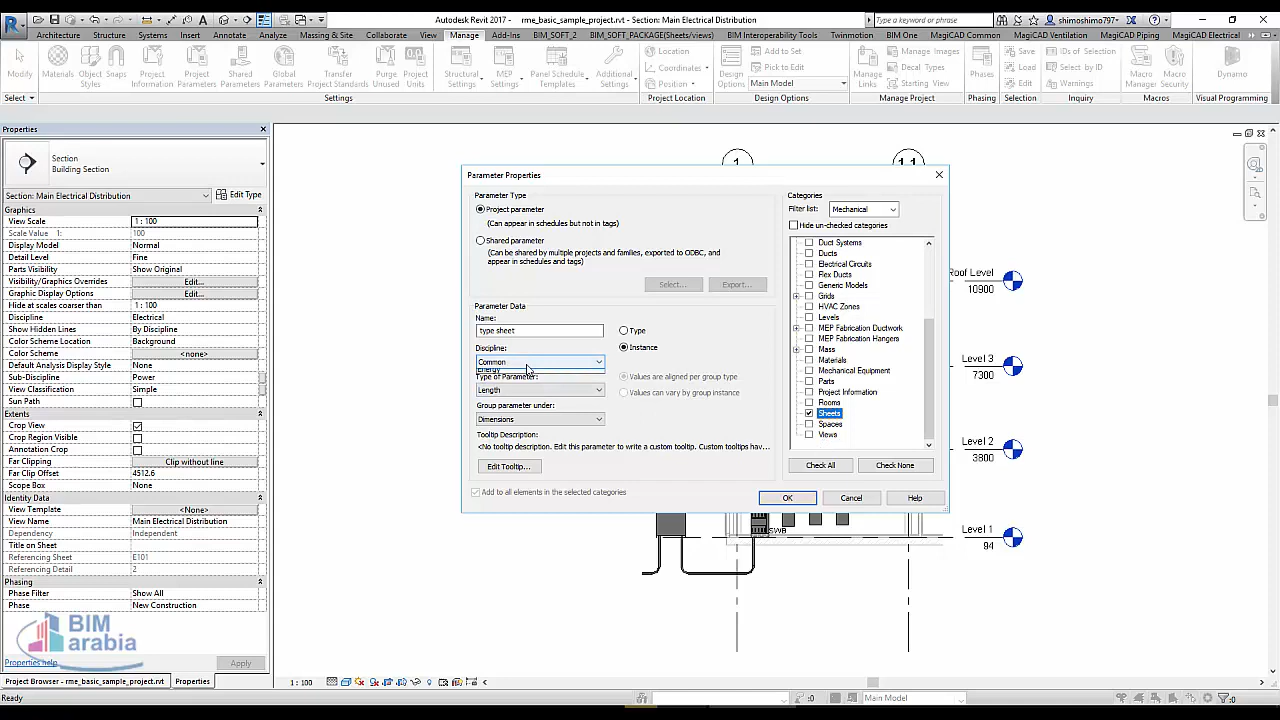 Autodesk Revit 2017 - rme_basic_sample_project.rvt - Section: Main Electrical Distribution
Type a keyword or phrase
shimoshimo797
Architecture Structure Systems Insert Annotate Analyze Massing & Site Collaborate View Manage Add-Ins BIM_SOFT_2 BIM_SOFT_PACKAGE(Sheets/views) BIM Interoperability Tools Twinmotion BIM One MagiCAD Common MagiCAD Ventilation MagiCAD Piping MagiCAD Electrical
Modify
Materials
Object Styles
Snaps
Project Information
Project Parameters
Shared Parameters
Global Parameters
Transfer Project Standards
Purge Unused
Project Units
Structural Settings
MEP Settings
Panel Schedule Templates
Additional Settings
Location
Coordinates
Position
Design Options
Add to Set
Pick to Edit
Main Model
Manage Links
Manage Images
Decal Types
Starting View
Phases
Save
Load
Edit
IDs of Selection
Select by ID
Warnings
Macro Manager
Macro Security
Dynamo
Select
Settings
Project Location
Design Options
Manage Project
Phasing
Selection
Inquiry
Macros
Visual Programming
Properties
Section
Building Section
Section: Main Electrical Distribution
Edit Type
Graphics
View Scale 1 : 100
Scale Value 1: 100
Display Model Normal
Detail Level Fine
Parts Visibility Show Original
Visibility/Graphics Overrides Edit...
Graphic Display Options Edit...
Hide at scales coarser than 1 : 100
Discipline Electrical
Show Hidden Lines By Discipline
Color Scheme Location Background
Color Scheme <none>
Default Analysis Display Style None
Sub-Discipline Power
View Classification Simple
Sun Path
Extents
Crop View
Crop Region Visible
Annotation Crop
Far Clipping Clip without line
Far Clip Offset 4512.6
Scope Box None
Identity Data
View Template <None>
View Name Main Electrical Distribution
Dependency Independent
Title on Sheet
Referencing Sheet E101
Referencing Detail 2
Phasing
Phase Filter Show All
Phase New Construction
BIM
arabia
Properties help
Apply
Project Browser - rme_basic_sample_project.rvt
Properties
Ready
1
1.1
Parameter Properties
Parameter Type
Project parameter
(Can appear in schedules but not in tags)
Shared parameter
(Can be shared by multiple projects and families, exported to ODBC, and
appear in schedules and tags)
Select...
Export...
Parameter Data
Name:
type sheet
Type
Discipline:
Instance
Common
Energy
Type of Parameter:
Values are aligned per group type
Length
Values can vary by group instance
Group parameter under:
Dimensions
Tooltip Description:
<No tooltip description. Edit this parameter to write a custom tooltip. Custom tooltips hav...
Edit Tooltip...
Add to all elements in the selected categories
Categories
Filter list: Mechanical
Hide un-checked categories
Duct Systems
Ducts
Electrical Circuits
Flex Ducts
Generic Models
Grids
HVAC Zones
Levels
MEP Fabrication Ductwork
MEP Fabrication Hangers
Mass
Materials
Mechanical Equipment
Parts
Project Information
Rooms
Sheets
Spaces
Views
Check All
Check None
OK
Cancel
Help
Roof Level
10900
Level 3
7300
Level 2
3800
Level 1
94
SWB
1 : 100
:0
Main Model
:0